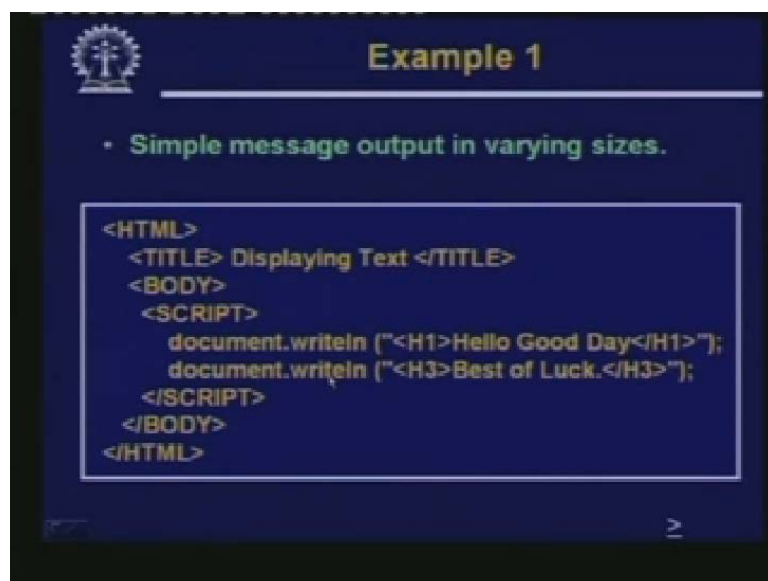 Example 1
• Simple message output in varying sizes.
<HTML>
<TITLE> Displaying Text </TITLE>
<BODY>
<SCRIPT>
document.writeln ("<H1>Hello Good Day</H1>");
document.writeln ("<H3>Best of Luck.</H3>");
</SCRIPT>
</BODY>
</HTML>
>